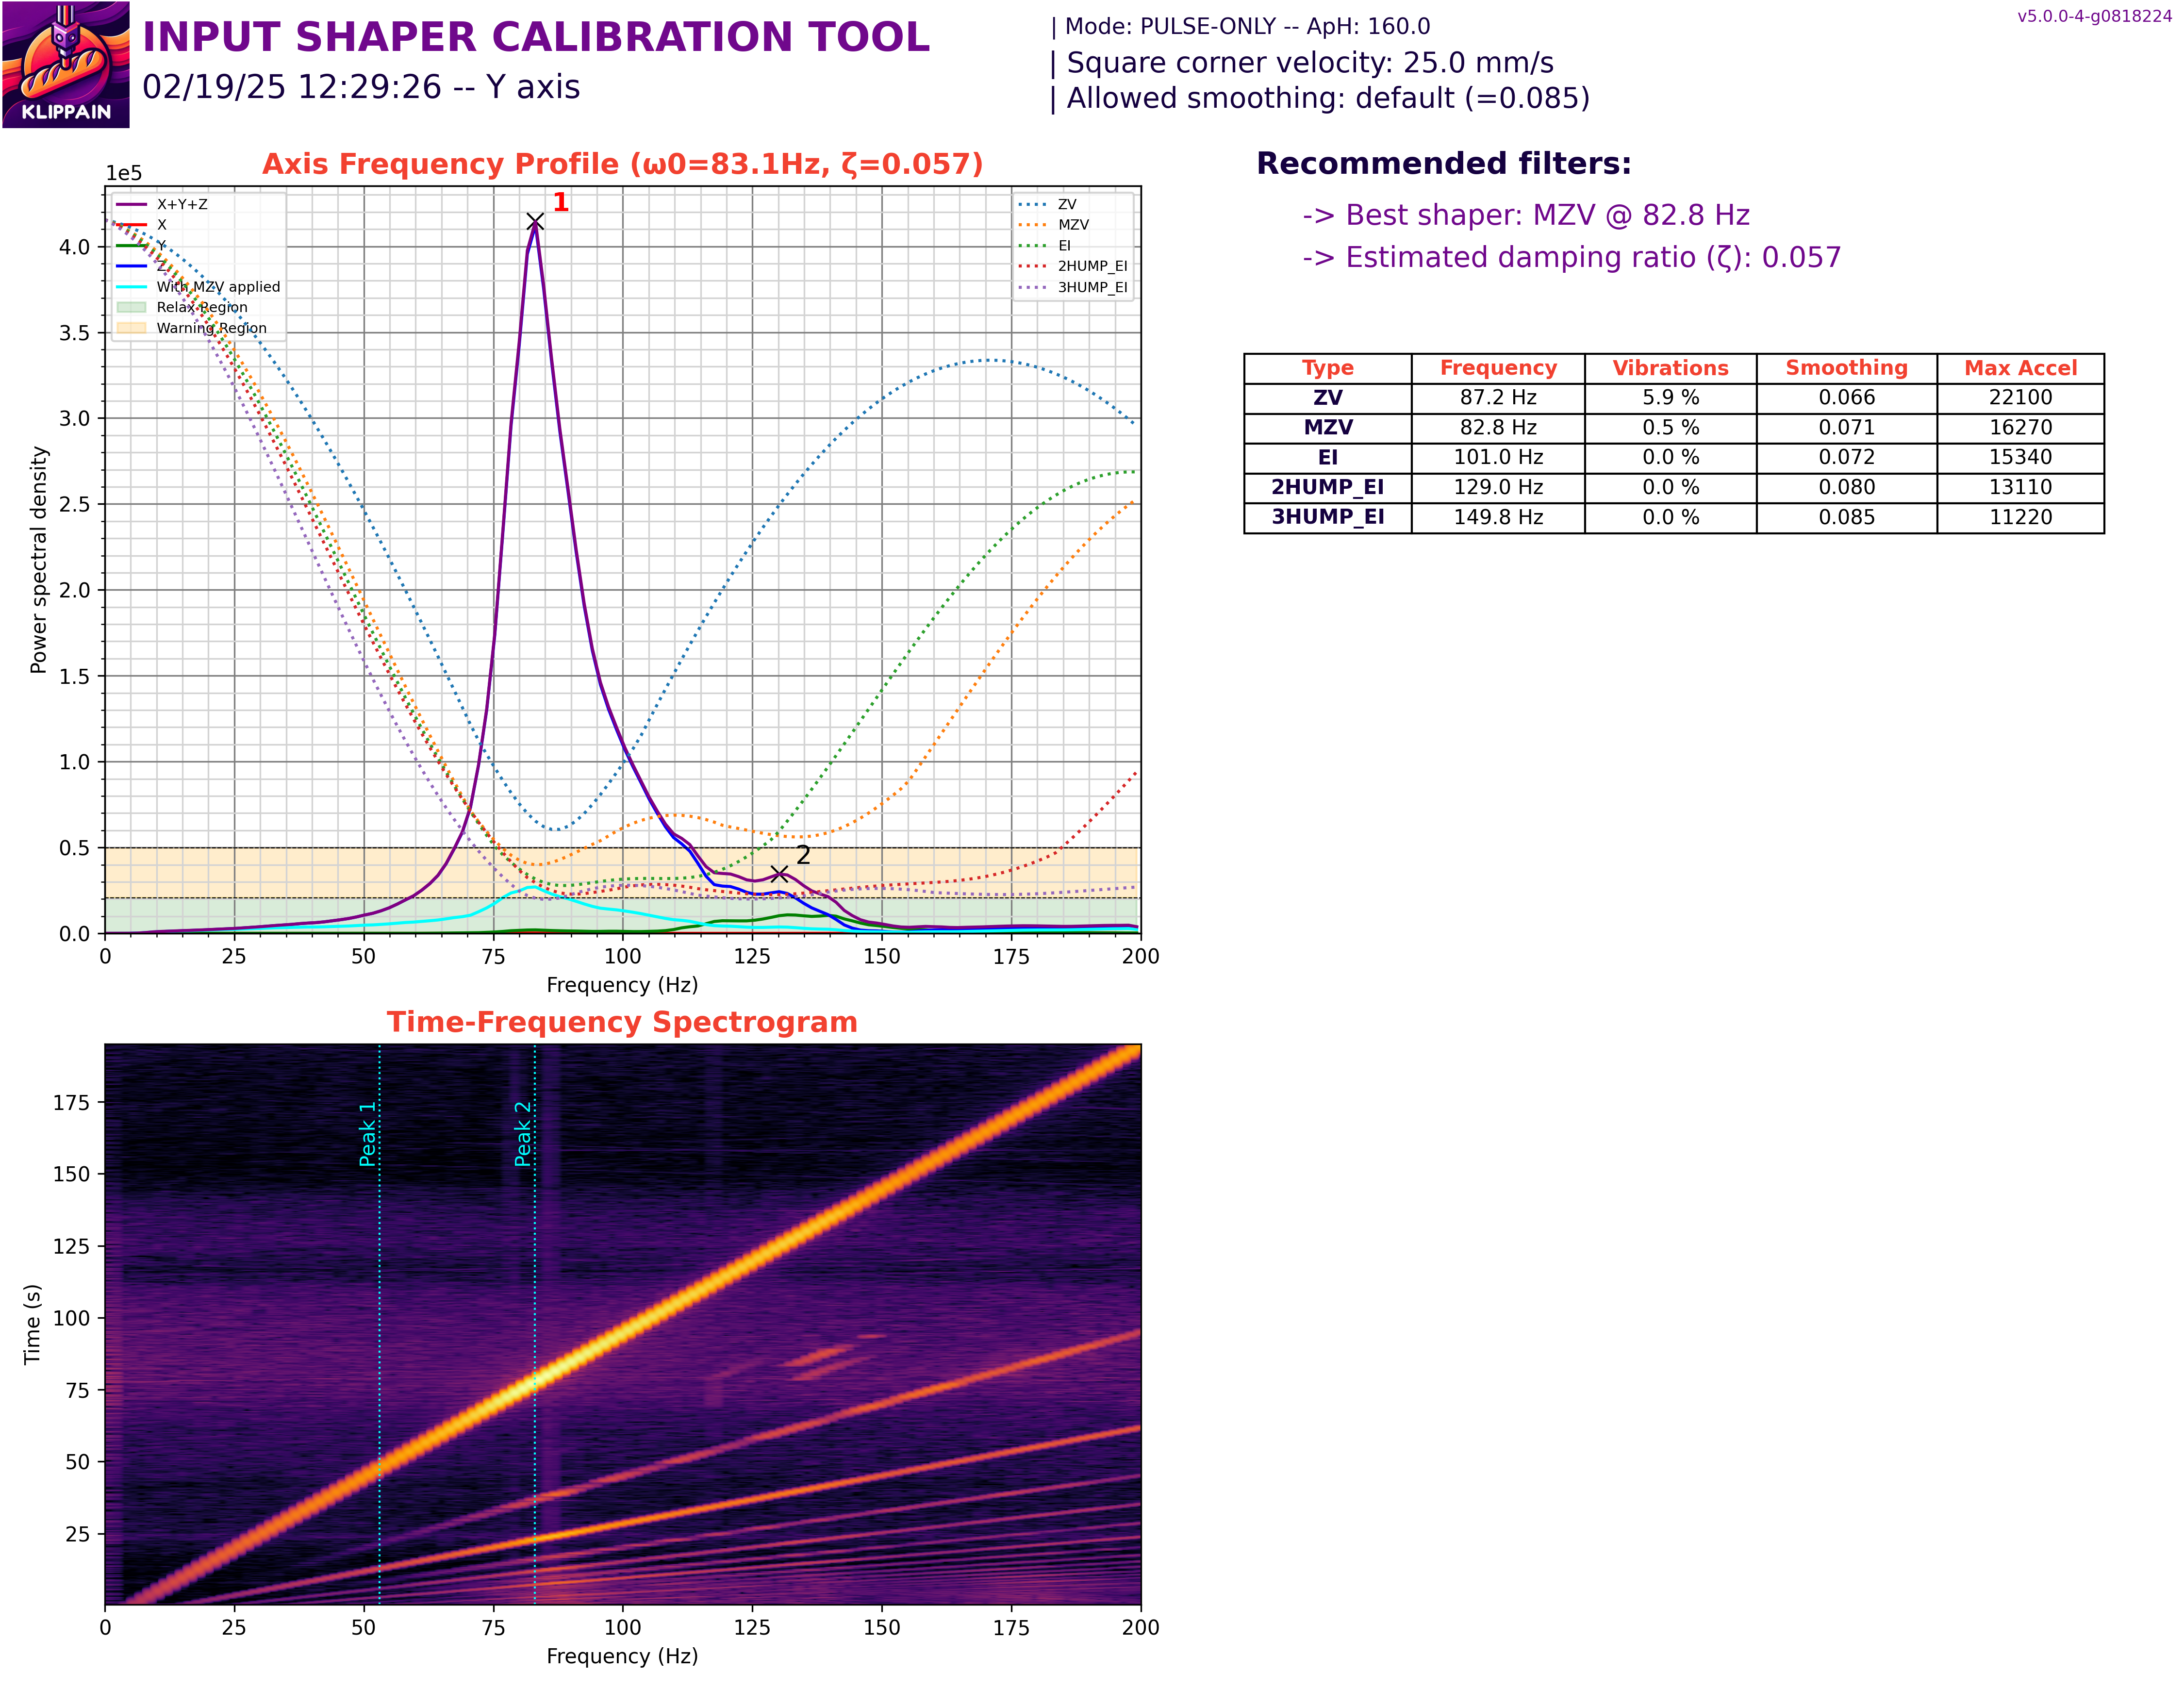 KLIPPAIN
INPUT SHAPER CALIBRATION TOOL
02/19/25 12:29:26 -- Y axis
| Mode: PULSE-ONLY -- ApH: 160.0
| Square corner velocity: 25.0 mm/s
| Allowed smoothing: default (=0.085)
v5.0.0-4-g0818224
Axis Frequency Profile (ω0=83.1Hz, ζ=0.057)
1e5
X+Y+Z
X
Y
Z
With MZV applied
Relax Region
Warning Region
1
2
ZV
MZV
EI
2HUMP_EI
3HUMP_EI
4.0
3.5
3.0
2.5
2.0
1.5
1.0
0.5
0.0
Power spectral density
0 25 50 75 100 125 150 175 200
Frequency (Hz)
Recommended filters:
-> Best shaper: MZV @ 82.8 Hz
-> Estimated damping ratio (ζ): 0.057
Type Frequency Vibrations Smoothing Max Accel
ZV 87.2 Hz 5.9 % 0.066 22100
MZV 82.8 Hz 0.5 % 0.071 16270
EI 101.0 Hz 0.0 % 0.072 15340
2HUMP_EI 129.0 Hz 0.0 % 0.080 13110
3HUMP_EI 149.8 Hz 0.0 % 0.085 11220
Time-Frequency Spectrogram
Peak 1
Peak 2
175
150
125
100
75
50
25
Time (s)
0 25 50 75 100 125 150 175 200
Frequency (Hz)